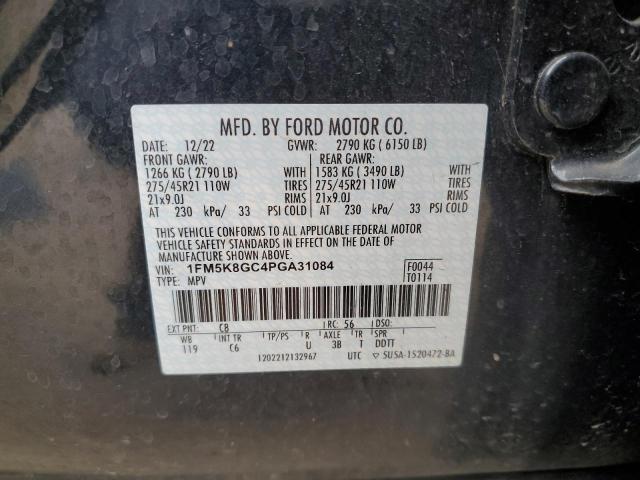 MFD. BY FORD MOTOR CO.
DATE: 12/22 GVWR: 2790 KG ( 6150 LB)
FRONT GAWR: REAR GAWR:
1266 KG ( 2790 LB) WITH 1583 KG ( 3490 LB) WITH
275/45R21 110W TIRES 275/45R21 110W TIRES
21x9.0J RIMS 21x9.0J RIMS
AT 230 kPa/ 33 PSI COLD AT 230 kPa/ 33 PSI COLD
THIS VEHICLE CONFORMS TO ALL APPLICABLE FEDERAL MOTOR
VEHICLE SAFETY STANDARDS IN EFFECT ON THE DATE OF
MANUFACTURE SHOWN ABOVE.
VIN: 1FM5K8GC4PGA31084 F0044
TYPE: MPV T0114
EXT PNT: C8 RC: 56 DSO:
WB INT TR TP/PS R AXLE TR SPR
119 C6 U 3B T DDTT
1202212132967 UTC ▽ SU5A-1520472-BA